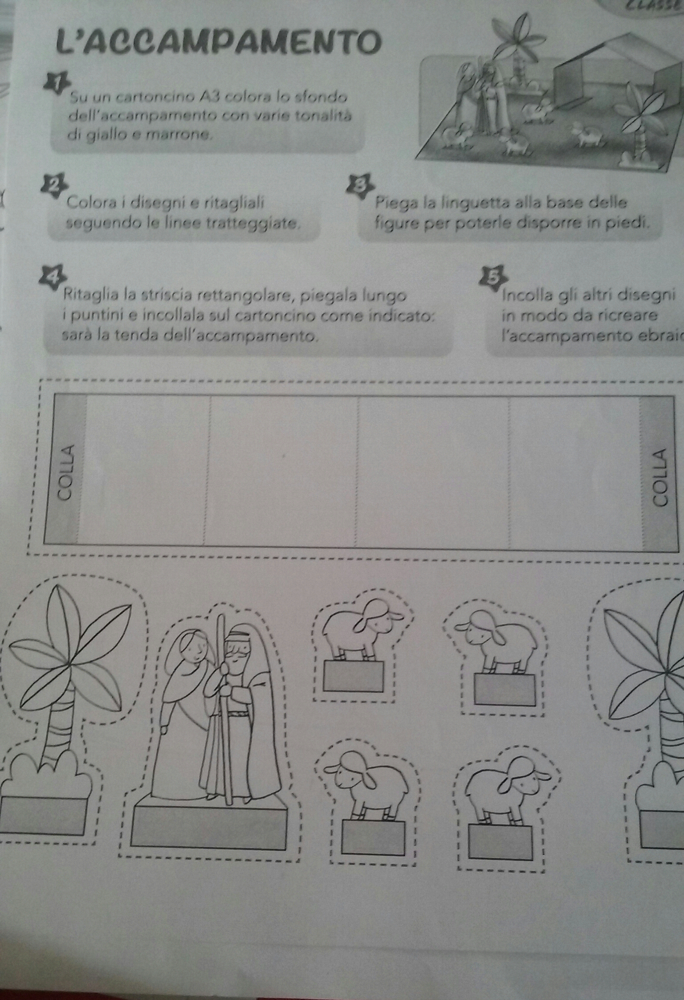 CLASSE
L'ACCAMPAMENTO
1
Su un cartoncino A3 colora lo sfondo
dell'accampamento con varie tonalità
di giallo e marrone.
2
Colora i disegni e ritagliali
seguendo le linee tratteggiate.
3
Piega la linguetta alla base delle
figure per poterle disporre in piedi.
4
Ritaglia la striscia rettangolare, piegala lungo
i puntini e incollala sul cartoncino come indicato:
sarà la tenda dell'accampamento.
5
Incolla gli altri disegni
in modo da ricreare
l'accampamento ebraic
COLLA
COLLA